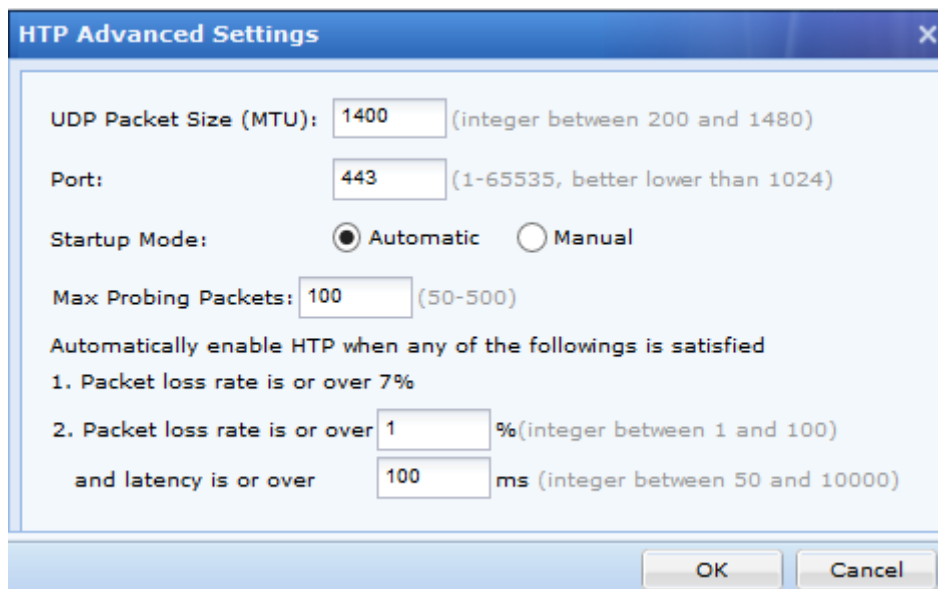 HTP Advanced Settings
UDP Packet Size (MTU): 1400 (integer between 200 and 1480)
Port: 443 (1-65535, better lower than 1024)
Startup Mode: Automatic Manual
Max Probing Packets: 100 (50-500)
Automatically enable HTP when any of the followings is satisfied
1. Packet loss rate is or over 7%
2. Packet loss rate is or over 1 %(integer between 1 and 100)
and latency is or over 100 ms (integer between 50 and 10000)
OK Cancel